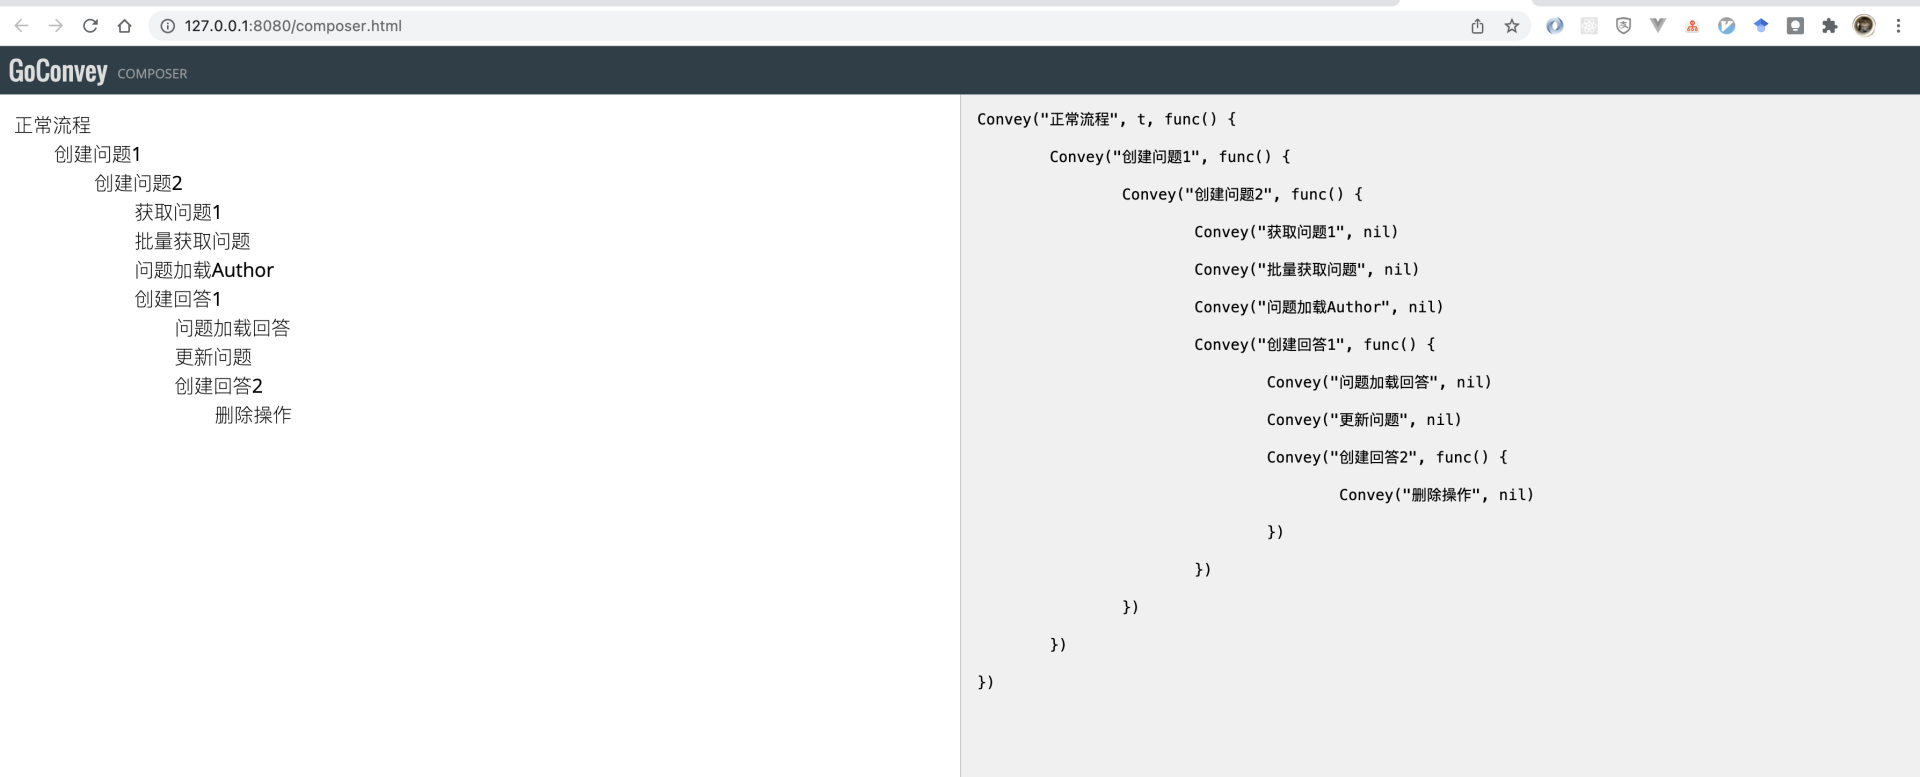 127.0.0.1:8080/composer.html
GoConvey COMPOSER
正常流程
创建问题1
创建问题2
获取问题1
批量获取问题
问题加载Author
创建回答1
问题加载回答
更新问题
创建回答2
删除操作
Convey("正常流程", t, func() {
Convey("创建问题1", func() {
Convey("创建问题2", func() {
Convey("获取问题1", nil)
Convey("批量获取问题", nil)
Convey("问题加载Author", nil)
Convey("创建回答1", func() {
Convey("问题加载回答", nil)
Convey("更新问题", nil)
Convey("创建回答2", func() {
Convey("删除操作", nil)
})
})
})
})
})